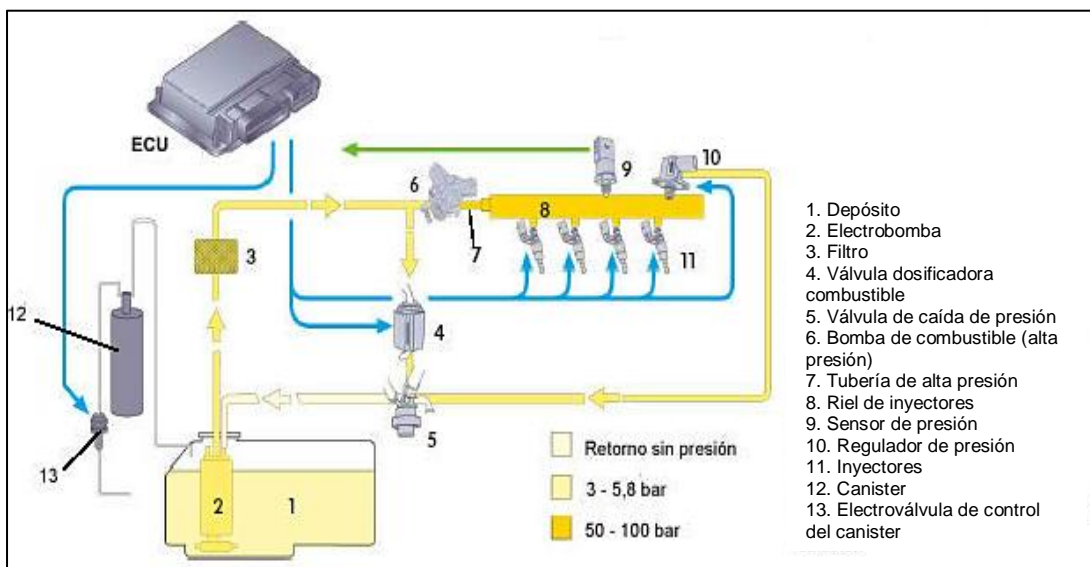 ECU
6
9
10
8
3
7
11
12
4
13
5
2
1
Retorno sin presión
3 - 5,8 bar
50 - 100 bar
1. Depósito
2. Electrobomba
3. Filtro
4. Válvula dosificadora
combustible
5. Válvula de caída de presión
6. Bomba de combustible (alta
presión)
7. Tubería de alta presión
8. Riel de inyectores
9. Sensor de presión
10. Regulador de presión
11. Inyectores
12. Canister
13. Electroválvula de control
del canister